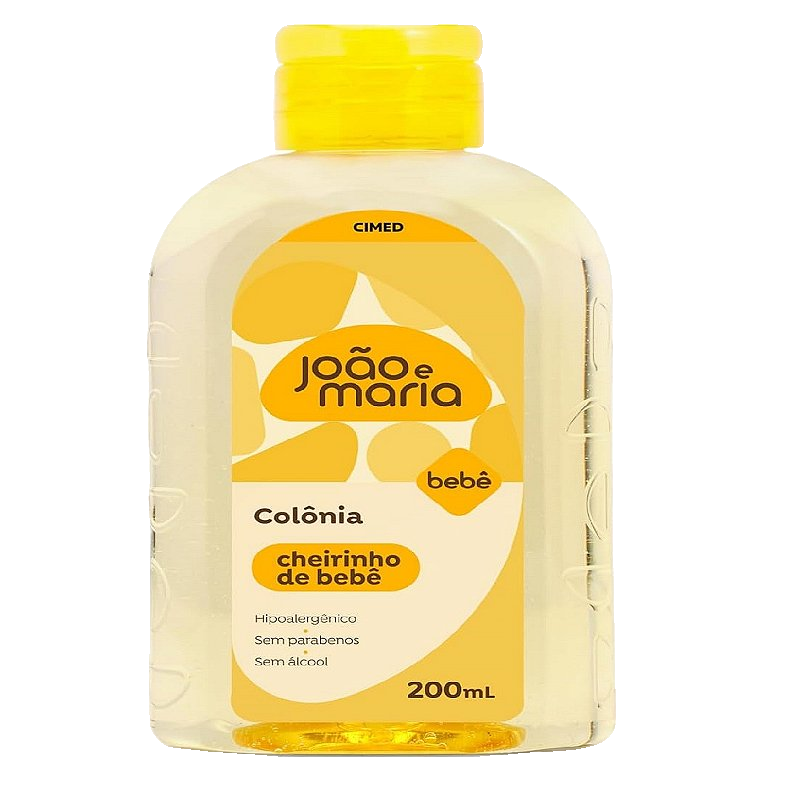 CIMED
joão e
maria
bebê
Colônia
cheirinho
de bebê
Hipoalergênico
Sem parabenos
Sem álcool
200mL